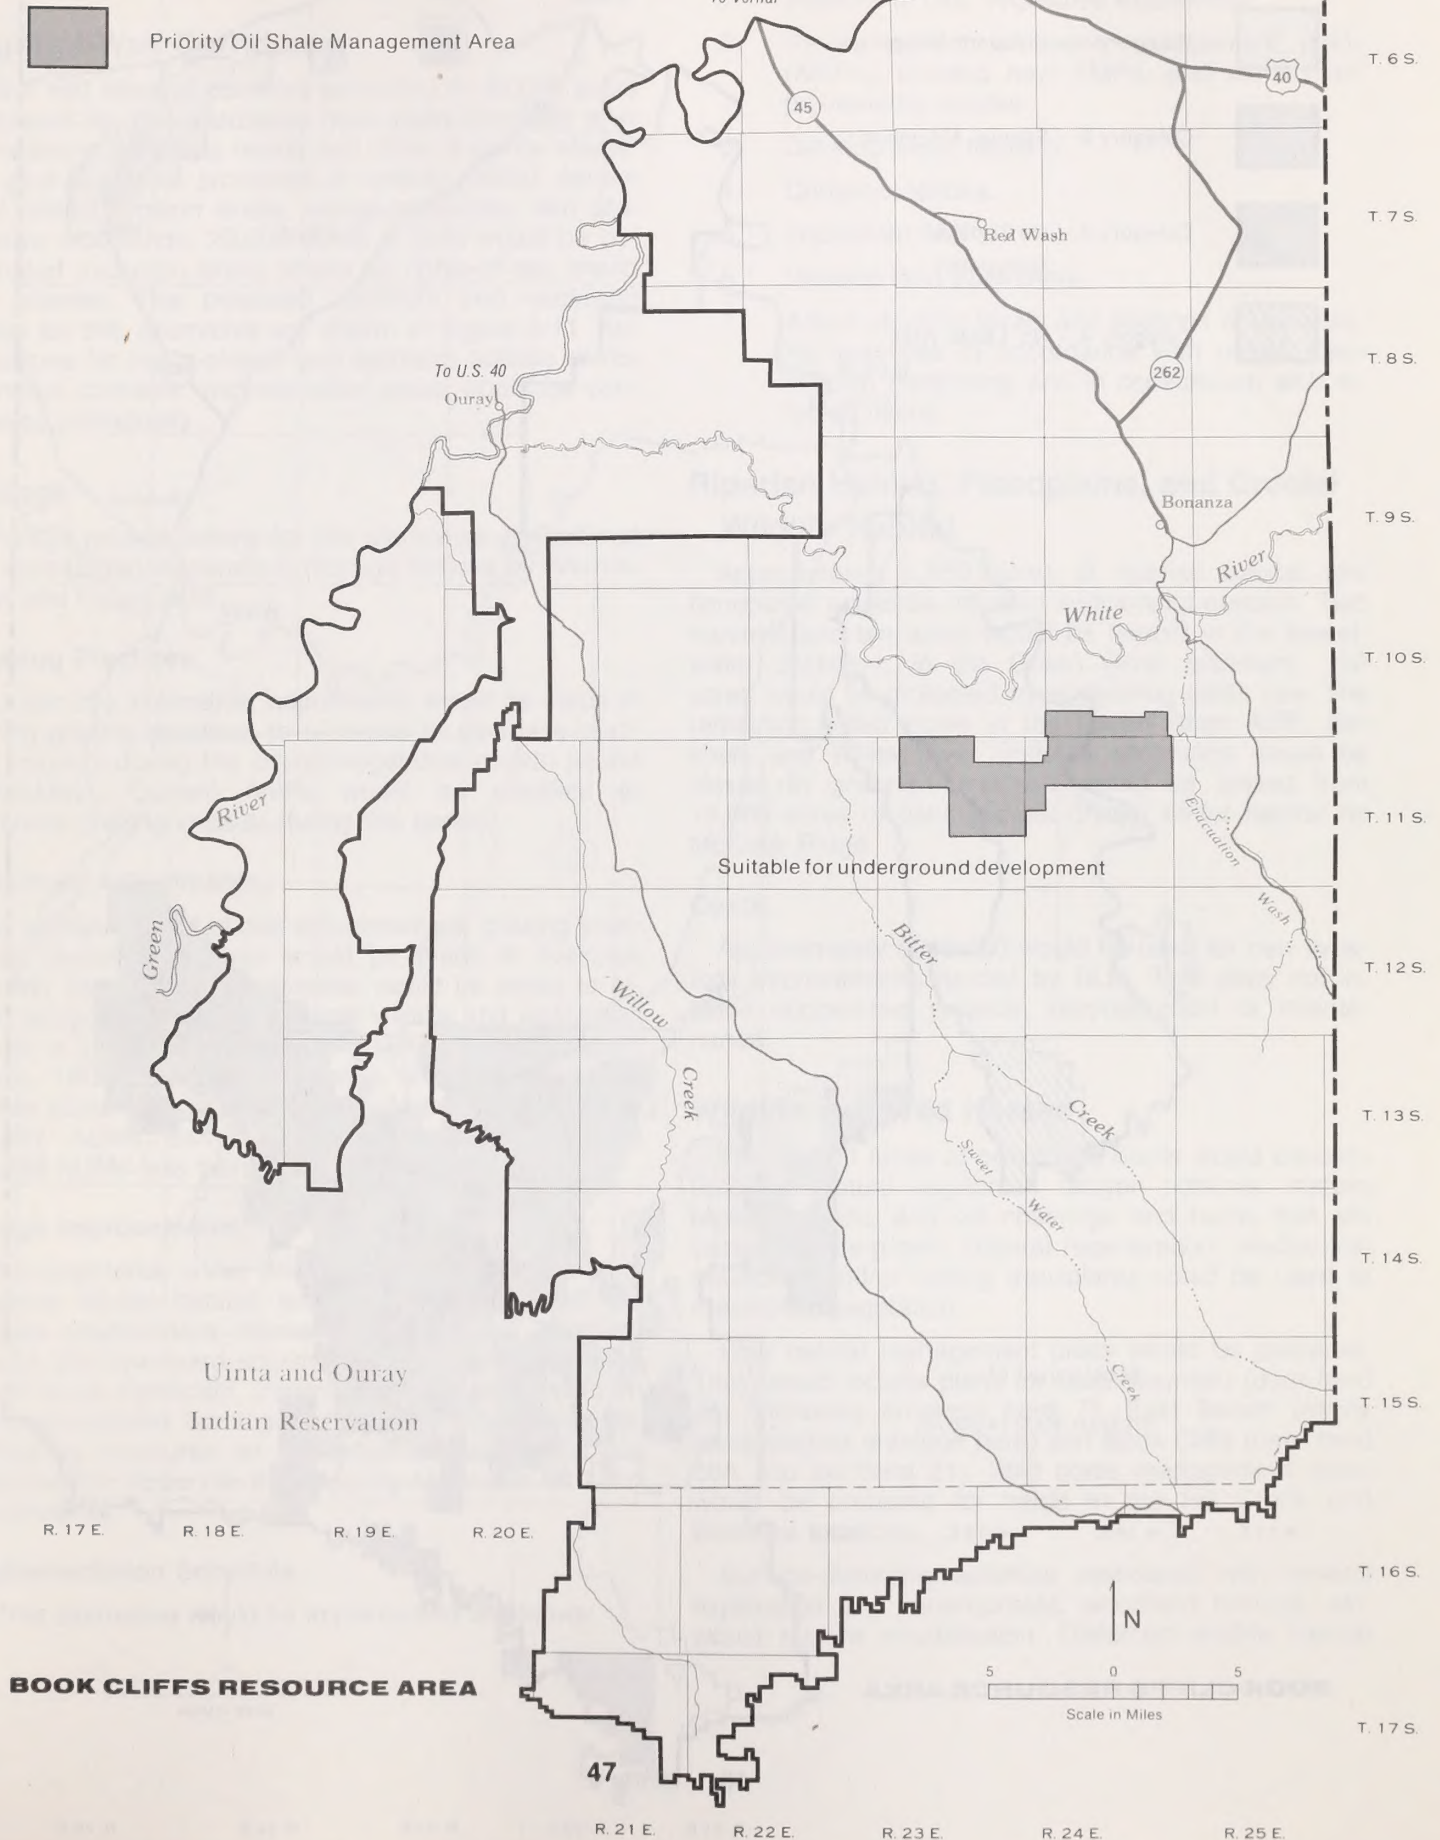 Priority Oil Shale Management Area
To Vernal
T. 6 S.
40
45
T. 7 S.
Red Wash
T. 8 S.
262
To U.S. 40
Ouray
Bonanza
T. 9 S.
River
White
T. 10 S.
River
Evacuation
T. 11 S.
Suitable for underground development
Wash
Green
Bitter
T. 12 S.
Willow
Creek
Creek
T. 13 S.
Sweet
Water
T. 14 S.
Uinta and Ouray
Indian Reservation
Creek
T. 15 S.
R. 17 E.
R. 18 E.
R. 19 E.
R. 20 E.
T. 16 S.
N
BOOK CLIFFS RESOURCE AREA
5 0 5
Scale in Miles
T. 17 S.
47
R. 21 E.
R. 22 E.
R. 23 E.
R. 24 E.
R. 25 E.